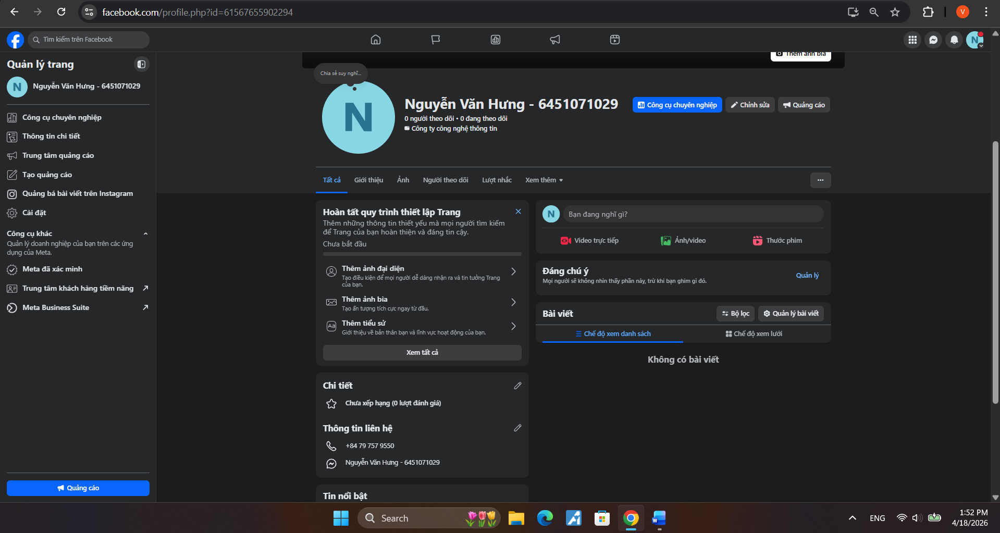 facebook.com/profile.php?id=61567655902294
V
Tìm kiếm trên Facebook
N
Quản lý trang
N
Nguyễn Văn Hưng - 6451071029
Công cụ chuyên nghiệp
Thông tin chi tiết
Trung tâm quảng cáo
Tạo quảng cáo
Quảng bá bài viết trên Instagram
Cài đặt
Công cụ khác
Quản lý doanh nghiệp của bạn trên các ứng
dụng của Meta.
Meta đã xác minh
Trung tâm khách hàng tiềm năng
Meta Business Suite
Quảng cáo
Thêm ảnh bìa
Chia sẻ suy nghĩ...
N
Nguyễn Văn Hưng - 6451071029
0 người theo dõi • 0 đang theo dõi
Công ty công nghệ thông tin
Công cụ chuyên nghiệp
Chỉnh sửa
Quảng cáo
Tất cả
Giới thiệu
Ảnh
Người theo dõi
Lượt nhắc
Xem thêm
Hoàn tất quy trình thiết lập Trang
Thêm những thông tin thiết yếu mà mọi người tìm kiếm
để Trang của bạn hoàn thiện và đáng tin cậy.
Chưa bắt đầu
Thêm ảnh đại diện
Tạo điều kiện để mọi người dễ dàng nhận ra và tin tưởng Trang
của bạn.
Thêm ảnh bìa
Tạo ấn tượng tích cực ngay từ đầu.
Aa
Thêm tiểu sử
Giới thiệu về bản thân bạn và lĩnh vực hoạt động của bạn.
Xem tất cả
Chi tiết
Chưa xếp hạng (0 lượt đánh giá)
Thông tin liên hệ
+84 79 757 9550
Nguyễn Văn Hưng - 6451071029
Tin nổi bật
N
Bạn đang nghĩ gì?
Video trực tiếp
Ảnh/video
Thước phim
Đáng chú ý
Mọi người sẽ không nhìn thấy phần này, trừ khi bạn ghim gì đó.
Quản lý
Bài viết
Bộ lọc
Quản lý bài viết
Chế độ xem danh sách
Chế độ xem lưới
Không có bài viết
Search
W
ENG
1:52 PM
4/18/2026